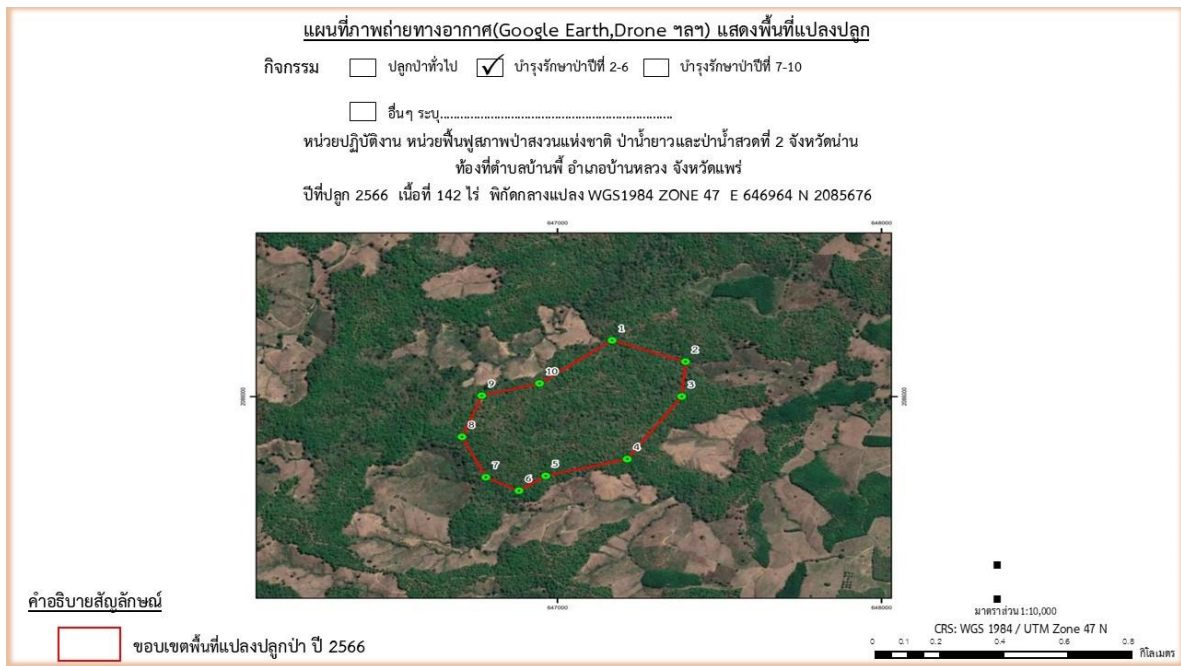 แผนที่ภาพถ่ายทางอากาศ(Google Earth,Drone ฯลฯ) แสดงพื้นที่แปลงปลูก
กิจกรรม ปลูกป่าทั่วไป บำรุงรักษาป่าปีที่ 2-6 บำรุงรักษาป่าปีที่ 7-10
อื่นๆ ระบุ......................................................................
หน่วยปฏิบัติงาน หน่วยฟื้นฟูสภาพป่าสงวนแห่งชาติ ป่าน้ำยาวและป่าน้ำสวดที่ 2 จังหวัดน่าน
ท้องที่ตำบลบ้านพี้ อำเภอบ้านหลวง จังหวัดแพร่
ปีที่ปลูก 2566 เนื้อที่ 142 ไร่ พิกัดกลางแปลง WGS1984 ZONE 47 E 646964 N 2085676
647000 648000
1
2
3
10
9
8
4
5
7
6
647000 648000
คำอธิบายสัญลักษณ์
ขอบเขตพื้นที่แปลงปลูกป่า ปี 2566
มาตราส่วน 1:10,000
CRS: WGS 1984 / UTM Zone 47 N
0 0.1 0.2 0.4 0.6 0.8
กิโลเมตร